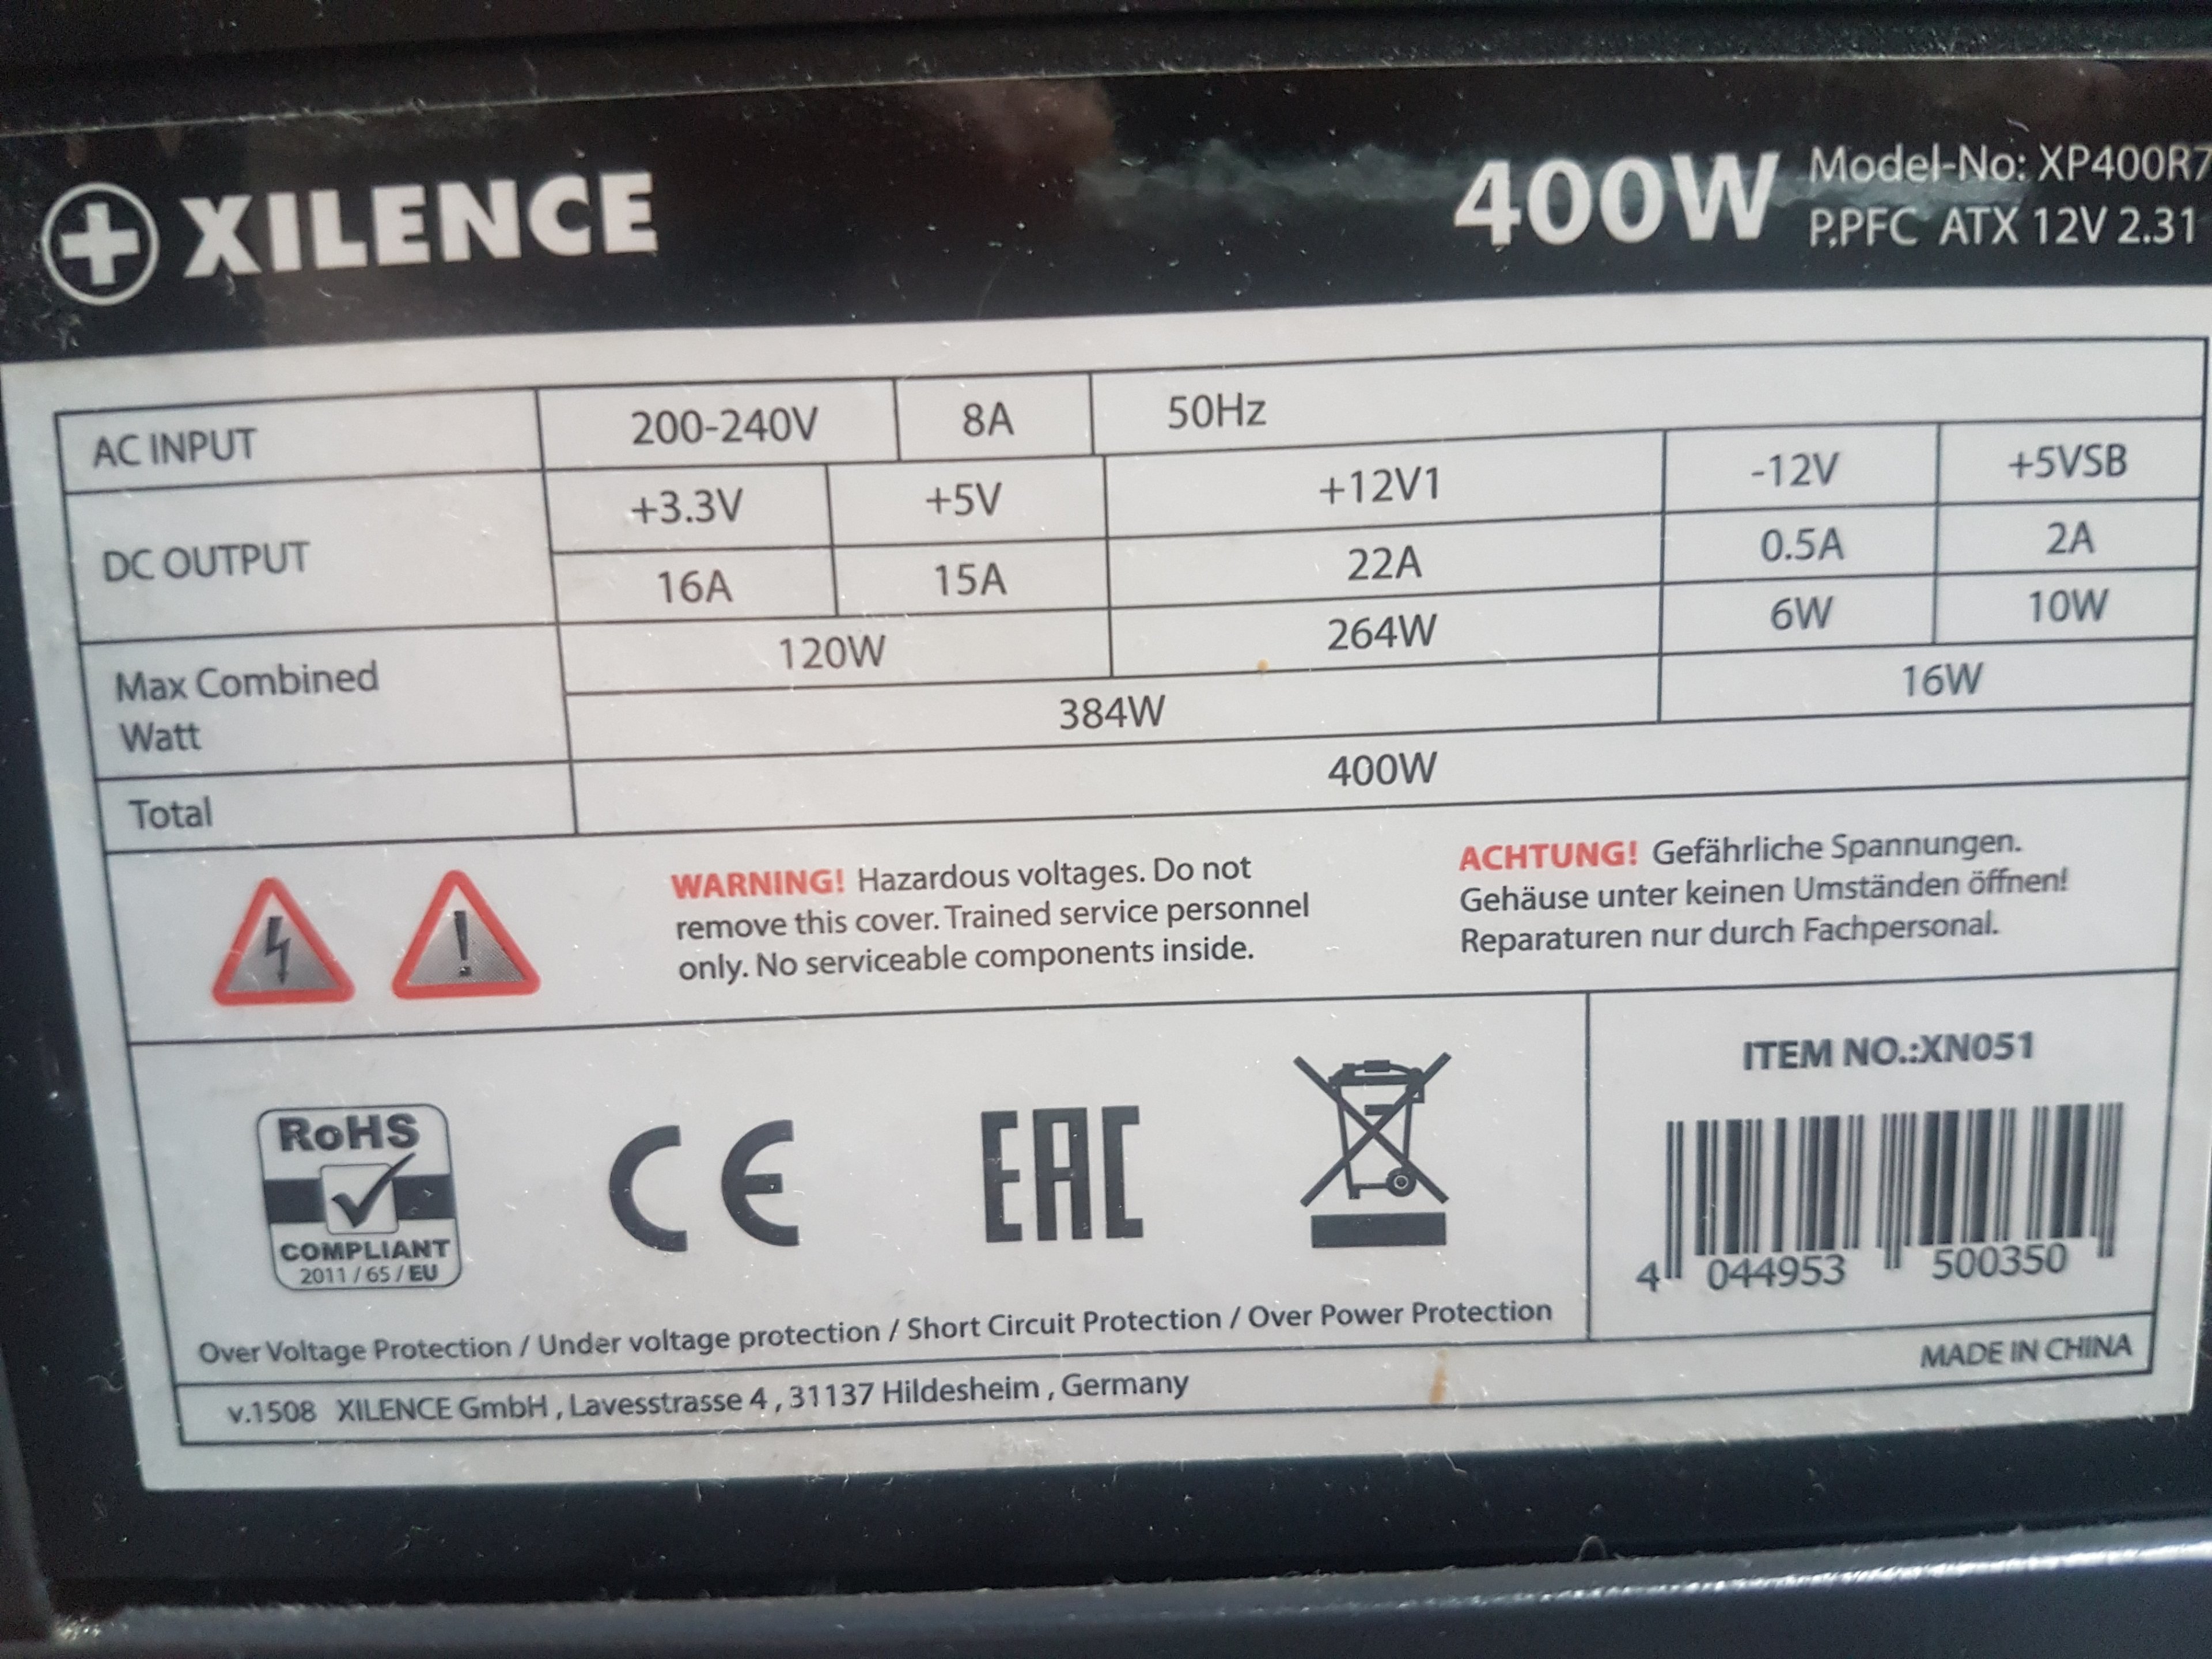 XILENCE
400W
Model-No: XP400R7
P.PFC ATX 12V 2.31
AC INPUT 200-240V 8A 50Hz
DC OUTPUT
+3.3V +5V +12V1 -12V +5VSB
16A 15A 22A 0.5A 2A
Max Combined
Watt
120W 264W 6W 10W
384W 16W
Total 400W
WARNING! Hazardous voltages. Do not
remove this cover. Trained service personnel
only. No serviceable components inside.
ACHTUNG! Gefährliche Spannungen.
Gehäuse unter keinen Umständen öffnen!
Reparaturen nur durch Fachpersonal.
RoHS
COMPLIANT
2011 / 65 / EU
CE
EAC
ITEM NO.:XN051
4 044953 500350
Over Voltage Protection / Under voltage protection / Short Circuit Protection / Over Power Protection
v.1508 XILENCE GmbH , Lavesstrasse 4 , 31137 Hildesheim , Germany
MADE IN CHINA